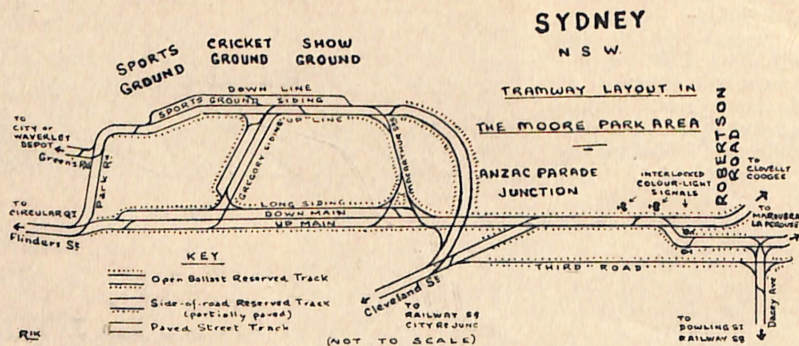 SYDNEY
N S W.
TRAMWAY LAYOUT IN
THE MOORE PARK AREA
SPORTS
GROUND
CRICKET
GROUND
SHOW
GROUND
DOWN LINE
SPORTS GROUND SIDING
"UP" LINE
TO
CITY OR
WAVERLEY
DEPOT
Greens Rd
Park Rd
GREGORY SIDING
ANZAC PARADE
JUNCTION
INTERLOCKED
COLOUR-LIGHT
SIGNALS
ROBERTSON
ROAD
TO
CLOVELLY
COOGEE
TO
MAROUBRA
LA PEROUSE
TO
CIRCULAR QY
Flinders St
LONG SIDING
DOWN MAIN
UP MAIN
THIRD ROAD
Cleveland St
TO
RAILWAY SQ
CITY RD JUNC
Dacey Ave
TO
DOWLING ST
RAILWAY SQ
KEY
Open Ballast Reserved Track
Side-of-road Reserved Track
(partially paved)
Paved Street Track
RIK
(NOT TO SCALE)